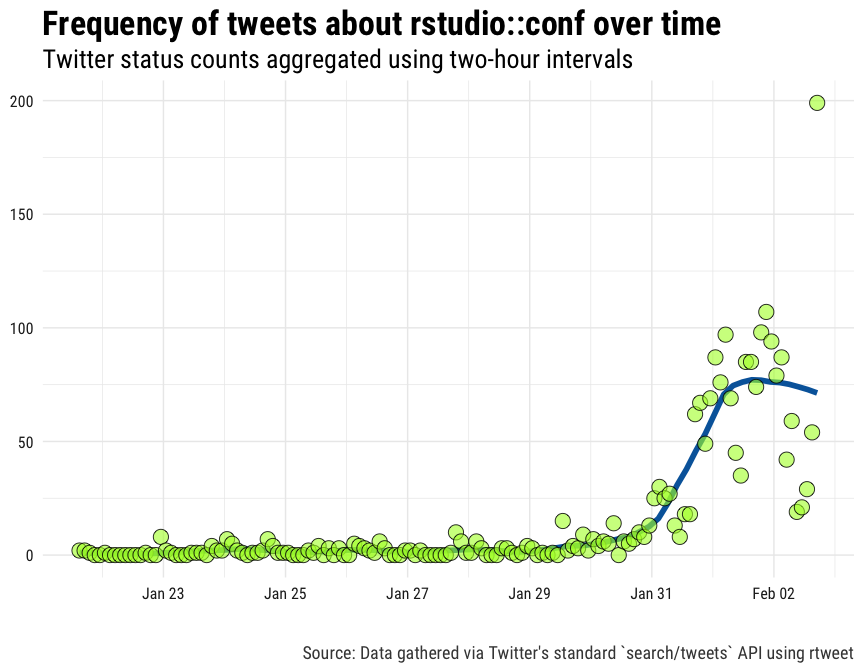 Frequency of tweets about rstudio::conf over time
Twitter status counts aggregated using two-hour intervals
200
150
100
50
0
Jan 23 Jan 25 Jan 27 Jan 29 Jan 31 Feb 02
Source: Data gathered via Twitter's standard `search/tweets` API using rtweet